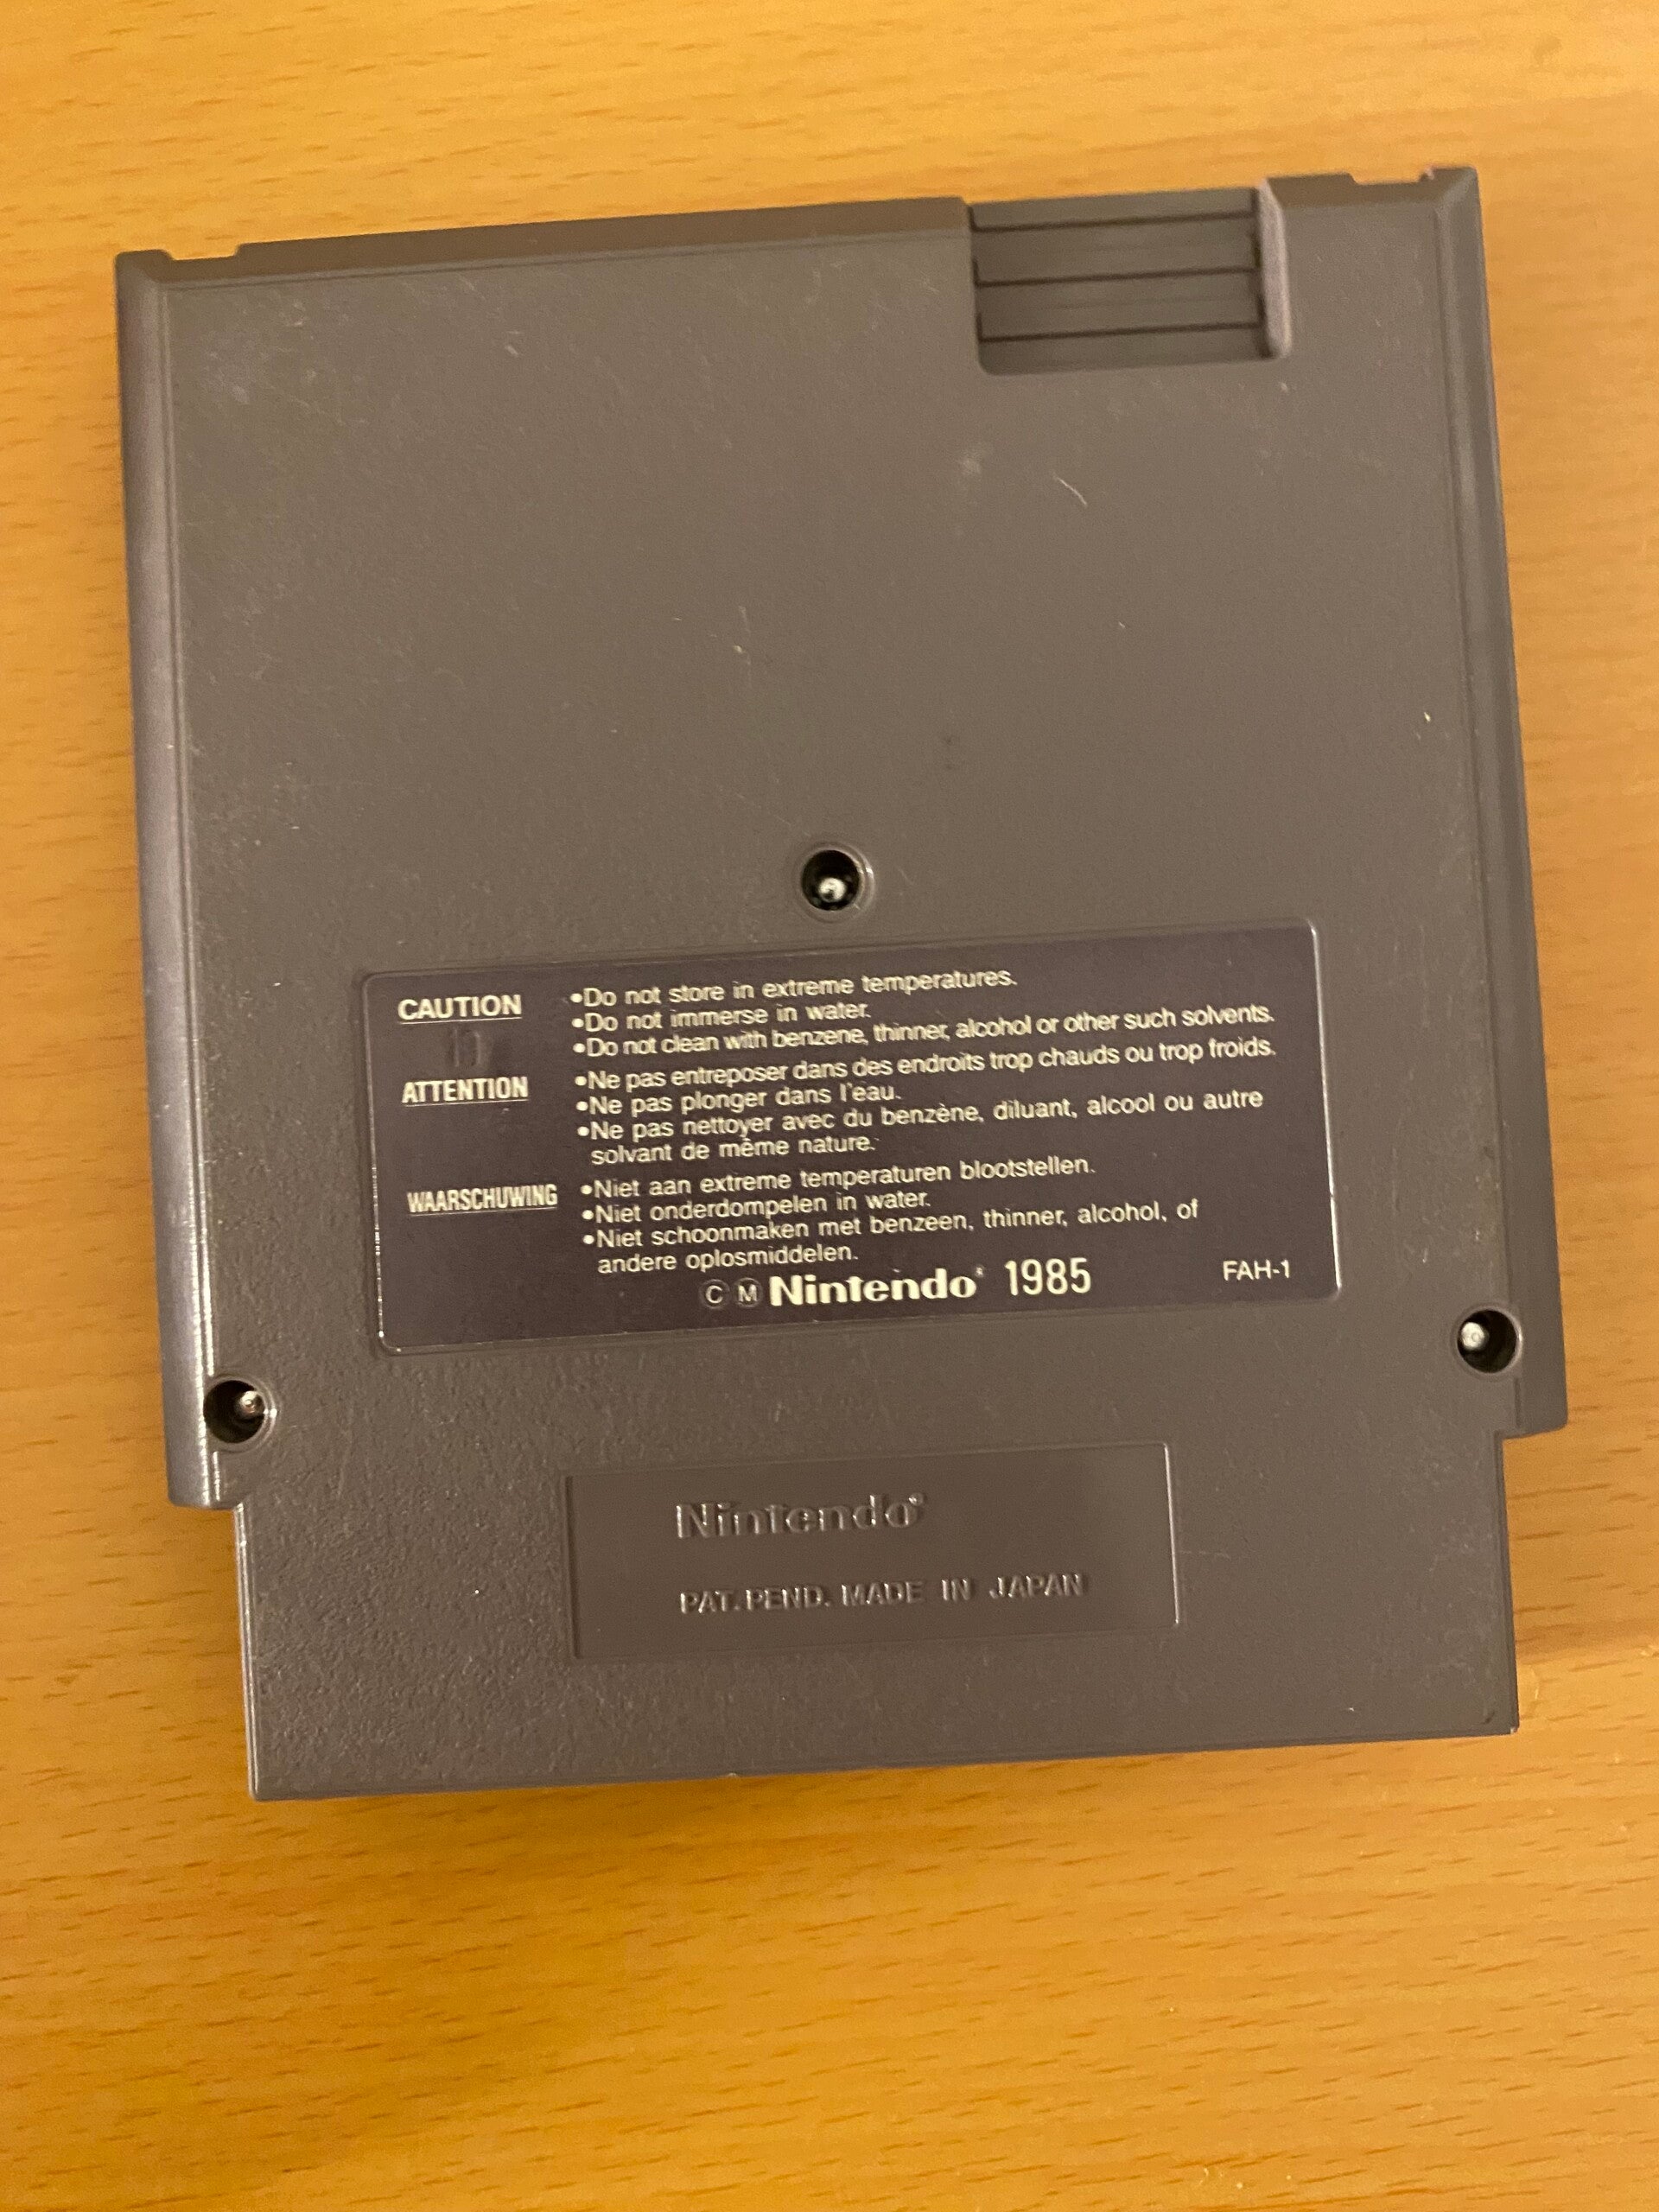 CAUTION •Do not store in extreme temperatures.
•Do not immerse in water.
•Do not clean with benzene, thinner, alcohol or other such solvents.
ATTENTION •Ne pas entreposer dans des endroits trop chauds ou trop froids.
•Ne pas plonger dans l'eau.
•Ne pas nettoyer avec du benzène, diluant, alcool ou autre
solvant de même nature.
WAARSCHUWING •Niet aan extreme temperaturen blootstellen.
•Niet onderdompelen in water.
•Niet schoonmaken met benzeen, thinner, alcohol, of
andere oplosmiddelen.
Ⓒ Ⓜ Nintendo® 1985 FAH-1
Nintendo®
PAT. PEND. MADE IN JAPAN